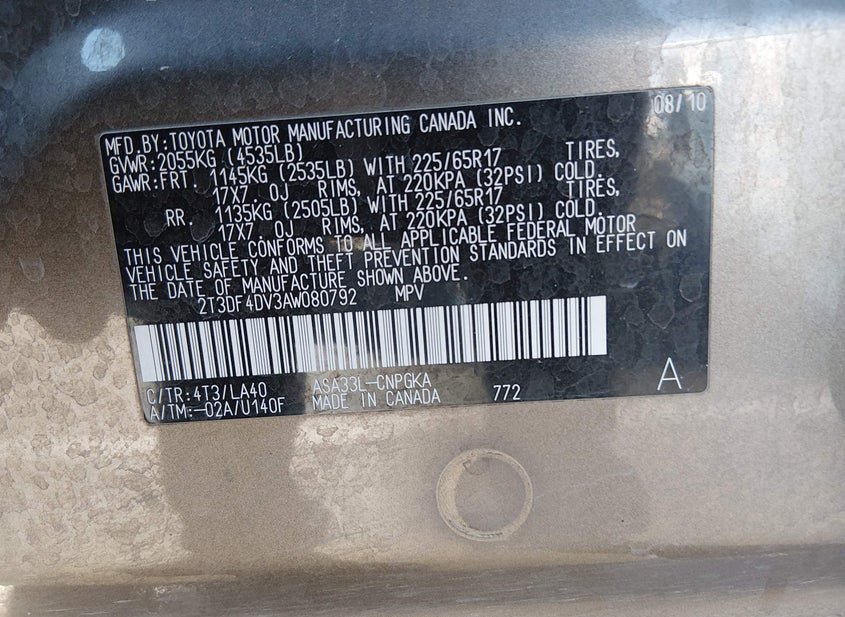 08/10
MFD.BY:TOYOTA MOTOR MANUFACTURING CANADA INC.
GVWR:2055KG (4535LB)
GAWR:FRT. 1145KG (2535LB) WITH 225/65R17 TIRES,
17X7.0J RIMS, AT 220KPA (32PSI) COLD.
RR. 1135KG (2505LB) WITH 225/65R17 TIRES,
17X7.0J RIMS, AT 220KPA (32PSI) COLD.
THIS VEHICLE CONFORMS TO ALL APPLICABLE FEDERAL MOTOR
VEHICLE SAFETY AND THEFT PREVENTION STANDARDS IN EFFECT ON
THE DATE OF MANUFACTURE SHOWN ABOVE.
2T3DF4DV3AW080792 MPV
C/TR:4T3/LA40 ASA33L-CNPGKA
A/TM:-02A/U140F MADE IN CANADA 772 A